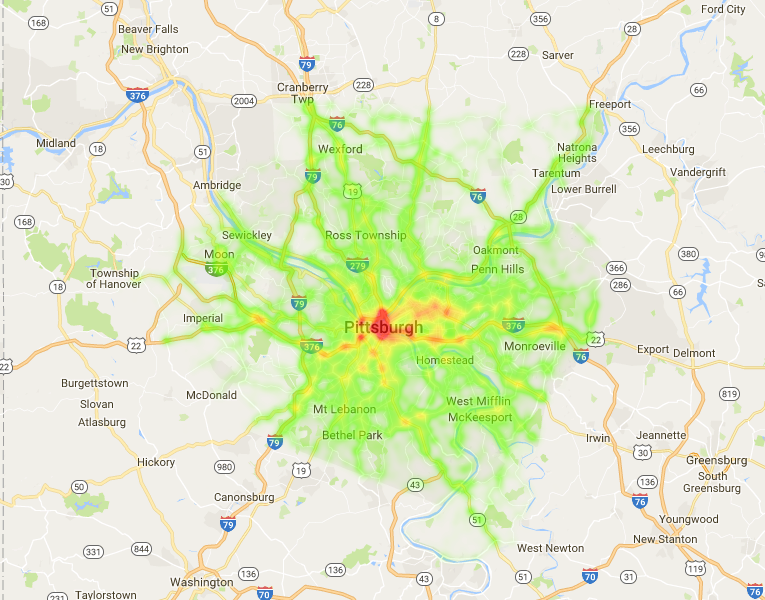 51
168
Beaver Falls
New Brighton
8
356
28
Ford City
228
Sarver
79
Cranberry
Twp
228
66
376
2004
Freeport
76
356
Midland
18
51
Wexford
Natrona
Heights
Leechburg
79
Tarentum
Vandergrift
30
Ambridge
19
76
Lower Burrell
168
28
Sewickley
Ross Township
Oakmont
380
Moon
376
279
Penn Hills
366
Township
of Hanover
286
18
66
79
Imperial
Pittsburgh
376
22
376
Monroeville
22
Export
Delmont
22
Homestead
76
Burgettstown
McDonald
819
Slovan
West Mifflin
Atlasburg
Mt Loebanon
McKeesport
Bethel Park
Irwin
Jeannette
79
30
Hickory
980
19
Greensburg
South
Greensburg
50
43
136
Canonsburg
76
51
Youngwood
79
331
844
New Stanton
West Newton
136
136
119
Washington
43
51
70
31
76
Taylorstown
231
70